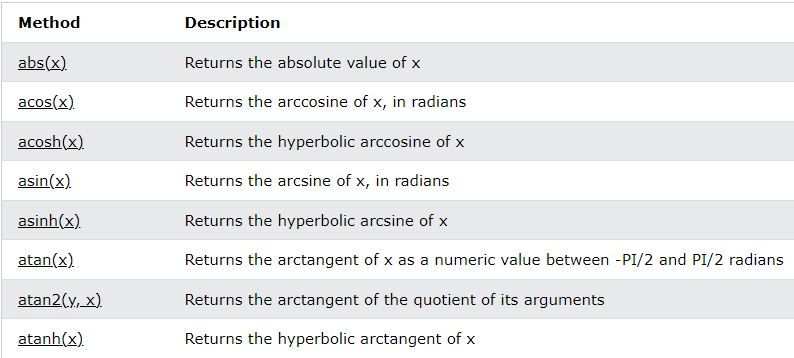 Method Description
abs(x) Returns the absolute value of x
acos(x) Returns the arccosine of x, in radians
acosh(x) Returns the hyperbolic arccosine of x
asin(x) Returns the arcsine of x, in radians
asinh(x) Returns the hyperbolic arcsine of x
atan(x) Returns the arctangent of x as a numeric value between -PI/2 and PI/2 radians
atan2(y, x) Returns the arctangent of the quotient of its arguments
atanh(x) Returns the hyperbolic arctangent of x